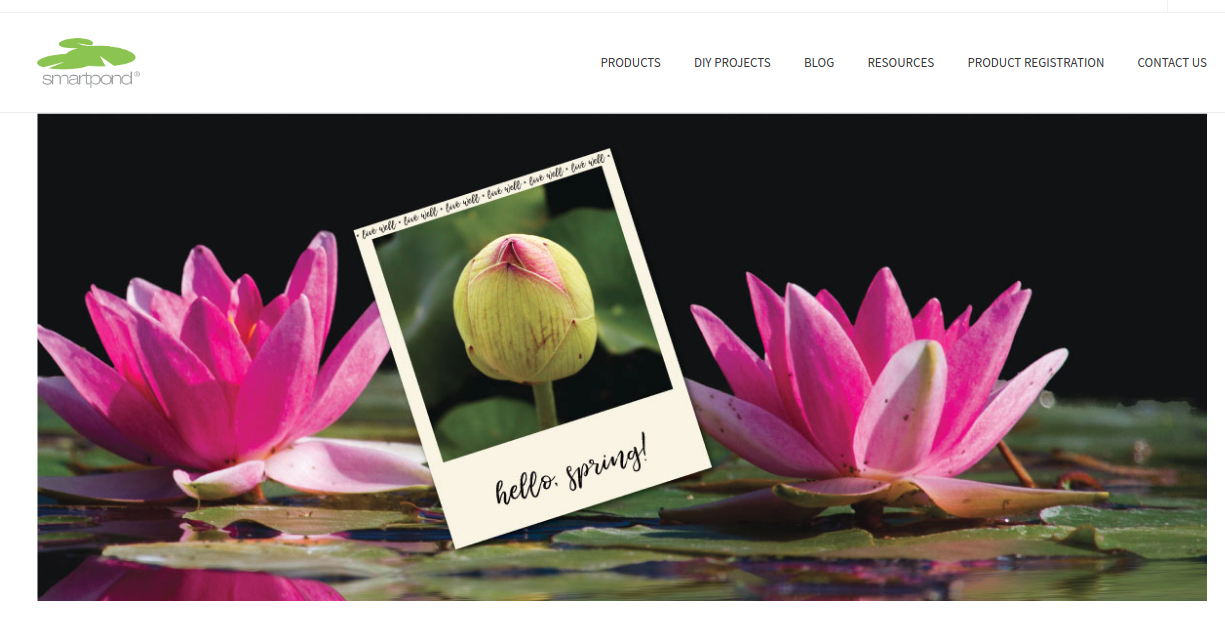 smartpond®
PRODUCTS DIY PROJECTS BLOG RESOURCES PRODUCT REGISTRATION CONTACT US
• live well • live well • live well • live well • live well • live well •
hello, spring!